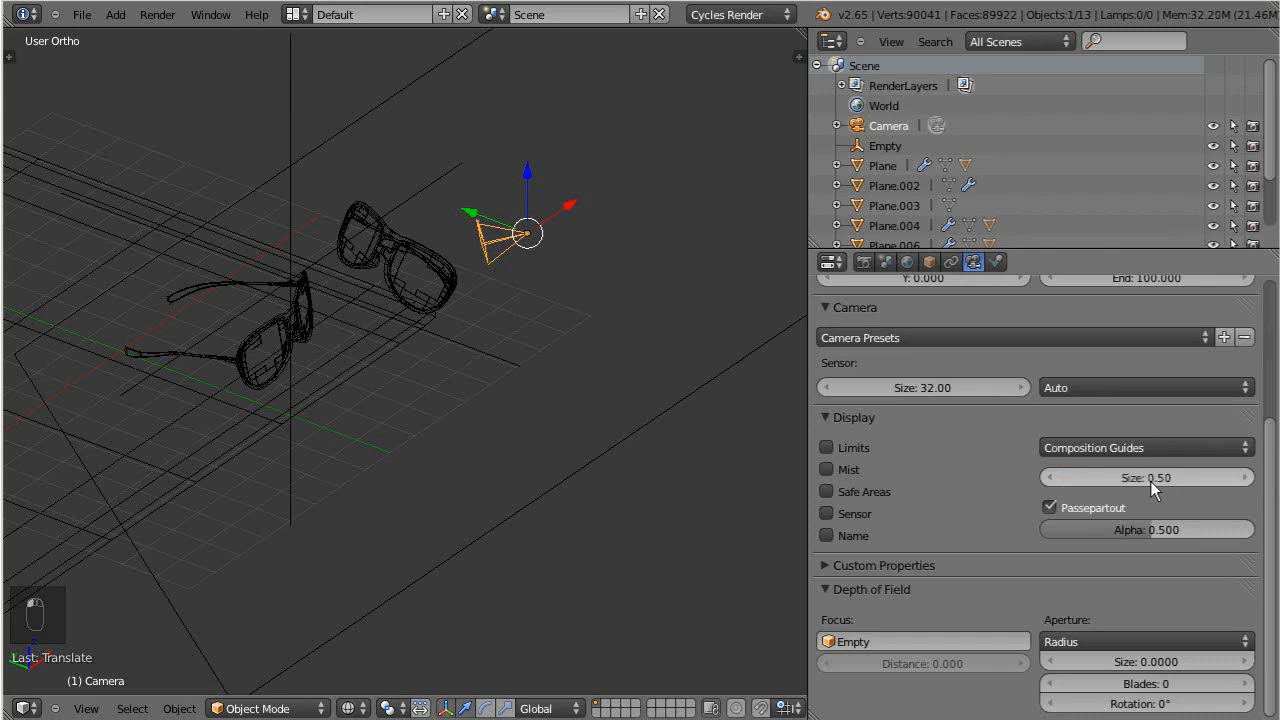 File Add Render Window Help Default Scene Cycles Render v2.65 | Verts:90041 | Faces:89922 | Objects:1/13 | Lamps:0/0 | Mem:32.20M (21.46M
User Ortho
View Search All Scenes
Scene
RenderLayers
World
Camera
Empty
Plane
Plane.002
Plane.003
Plane.004
Plane.006
Y: 0.000 End: 100.000
Camera
Camera Presets
Sensor:
Size: 32.00 Auto
Display
Limits Composition Guides
Mist Size: 0.50
Safe Areas
Sensor Passepartout
Name Alpha: 0.500
Custom Properties
Depth of Field
Focus: Aperture:
Empty Radius
Distance: 0.000 Size: 0.0000
Blades: 0
Rotation: 0°
Last: Translate
(1) Camera
View Select Object Object Mode Global